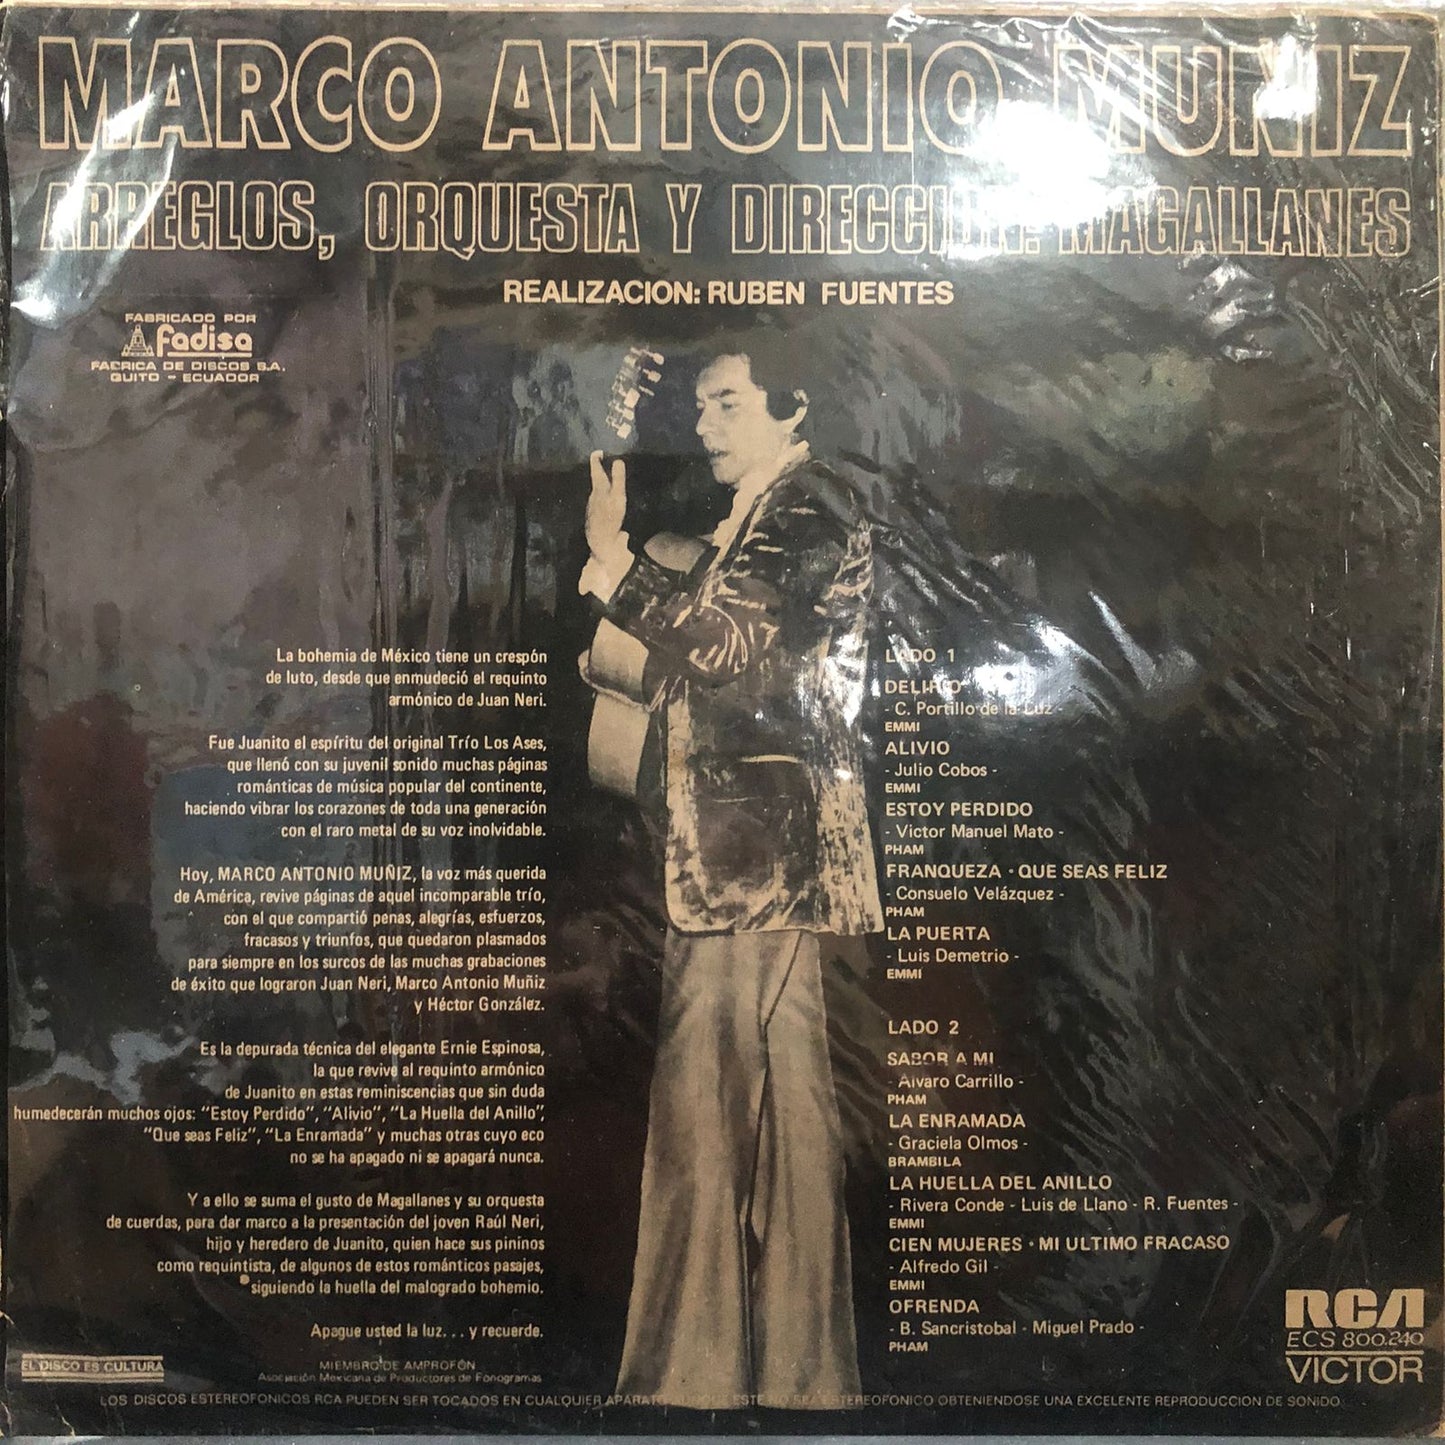 MARCO ANTONIO MUÑIZ
ARREGLOS, ORQUESTA Y DIRECCION: MAGALLANES
REALIZACION: RUBEN FUENTES
FABRICADO POR
fadisa
FABRICA DE DISCOS S.A.
QUITO - ECUADOR
La bohemia de México tiene un crespón
de luto, desde que enmudeció el requinto
armónico de Juan Neri.
Fue Juanito el espíritu del original Trío Los Ases,
que llenó con su juvenil sonido muchas páginas
románticas de música popular del continente,
haciendo vibrar los corazones de toda una generación
con el raro metal de su voz inolvidable.
Hoy, MARCO ANTONIO MUÑIZ, la voz más querida
de América, revive páginas de aquel incomparable trío,
con el que compartió penas, alegrías, esfuerzos,
fracasos y triunfos, que quedaron plasmados
para siempre en los surcos de las muchas grabaciones
de éxito que lograron Juan Neri, Marco Antonio Muñiz
y Héctor González.
Es la depurada técnica del elegante Ernie Espinosa,
la que revive al requinto armónico
de Juanito en estas reminiscencias que sin duda
humedecerán muchos ojos: "Estoy Perdido", "Alivio", "La Huella del Anillo",
"Que seas Feliz", "La Enramada" y muchas otras cuyo eco
no se ha apagado ni se apagará nunca.
Y a ello se suma el gusto de Magallanes y su orquesta
de cuerdas, para dar marco a la presentación del joven Raúl Neri,
hijo y heredero de Juanito, quien hace sus pininos
como requintista, de algunos de estos románticos pasajes,
siguiendo la huella del malogrado bohemio.
Apague usted la luz. . . y recuerde.
LADO 1
DELIRIO
- C. Portillo de la Luz -
EMMI
ALIVIO
- Julio Cobos -
EMMI
ESTOY PERDIDO
- Victor Manuel Mato -
PHAM
FRANQUEZA · QUE SEAS FELIZ
- Consuelo Velázquez -
PHAM
LA PUERTA
- Luis Demetrio -
EMMI
LADO 2
SABOR A MI
- Alvaro Carrillo -
PHAM
LA ENRAMADA
- Graciela Olmos -
BRAMBILA
LA HUELLA DEL ANILLO
- Rivera Conde - Luis de Llano - R. Fuentes -
EMMI
CIEN MUJERES · MI ULTIMO FRACASO
- Alfredo Gil -
EMMI
OFRENDA
- B. Sancristobal - Miguel Prado -
PHAM
RCA
ECS 800.240
VICTOR
EL DISCO ES CULTURA
MIEMBRO DE AMPROFON
Asociación Mexicana de Productores de Fonogramas
LOS DISCOS ESTEREOFONICOS RCA PUEDEN SER TOCADOS EN CUALQUIER APARATO AUNQUE ESTE NO SEA ESTEREOFONICO OBTENIENDOSE UNA EXCELENTE REPRODUCCION DE SONIDO